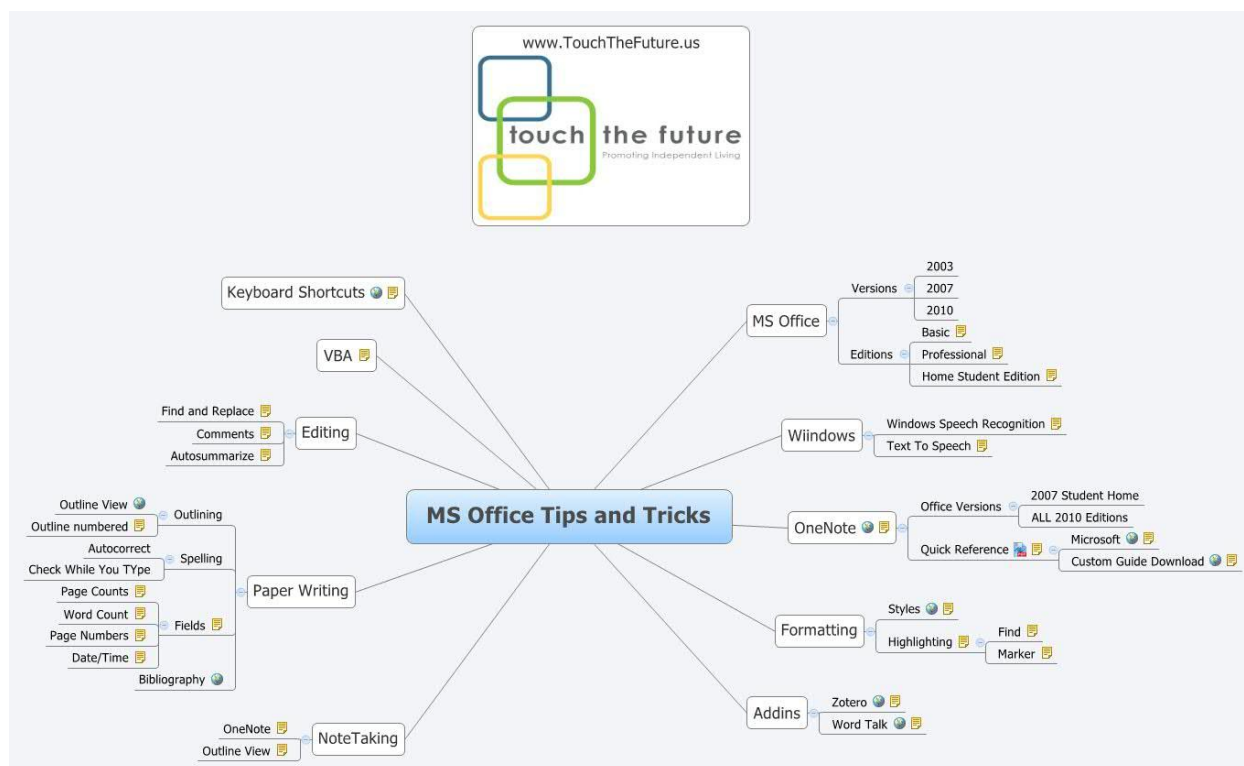 www.TouchTheFuture.us
touch the future
Promoting Independent Living
MS Office Tips and Tricks
Keyboard Shortcuts
VBA
Editing
Find and Replace
Comments
Autosummarize
Paper Writing
Outlining
Outline View
Outline numbered
Spelling
Autocorrect
Check While You TYpe
Fields
Page Counts
Word Count
Page Numbers
Date/Time
Bibliography
NoteTaking
OneNote
Outline View
MS Office
Versions
2003
2007
2010
Editions
Basic
Professional
Home Student Edition
Wiindows
Windows Speech Recognition
Text To Speech
OneNote
Office Versions
2007 Student Home
ALL 2010 Editions
Quick Reference
Microsoft
Custom Guide Download
Formatting
Styles
Highlighting
Find
Marker
Addins
Zotero
Word Talk